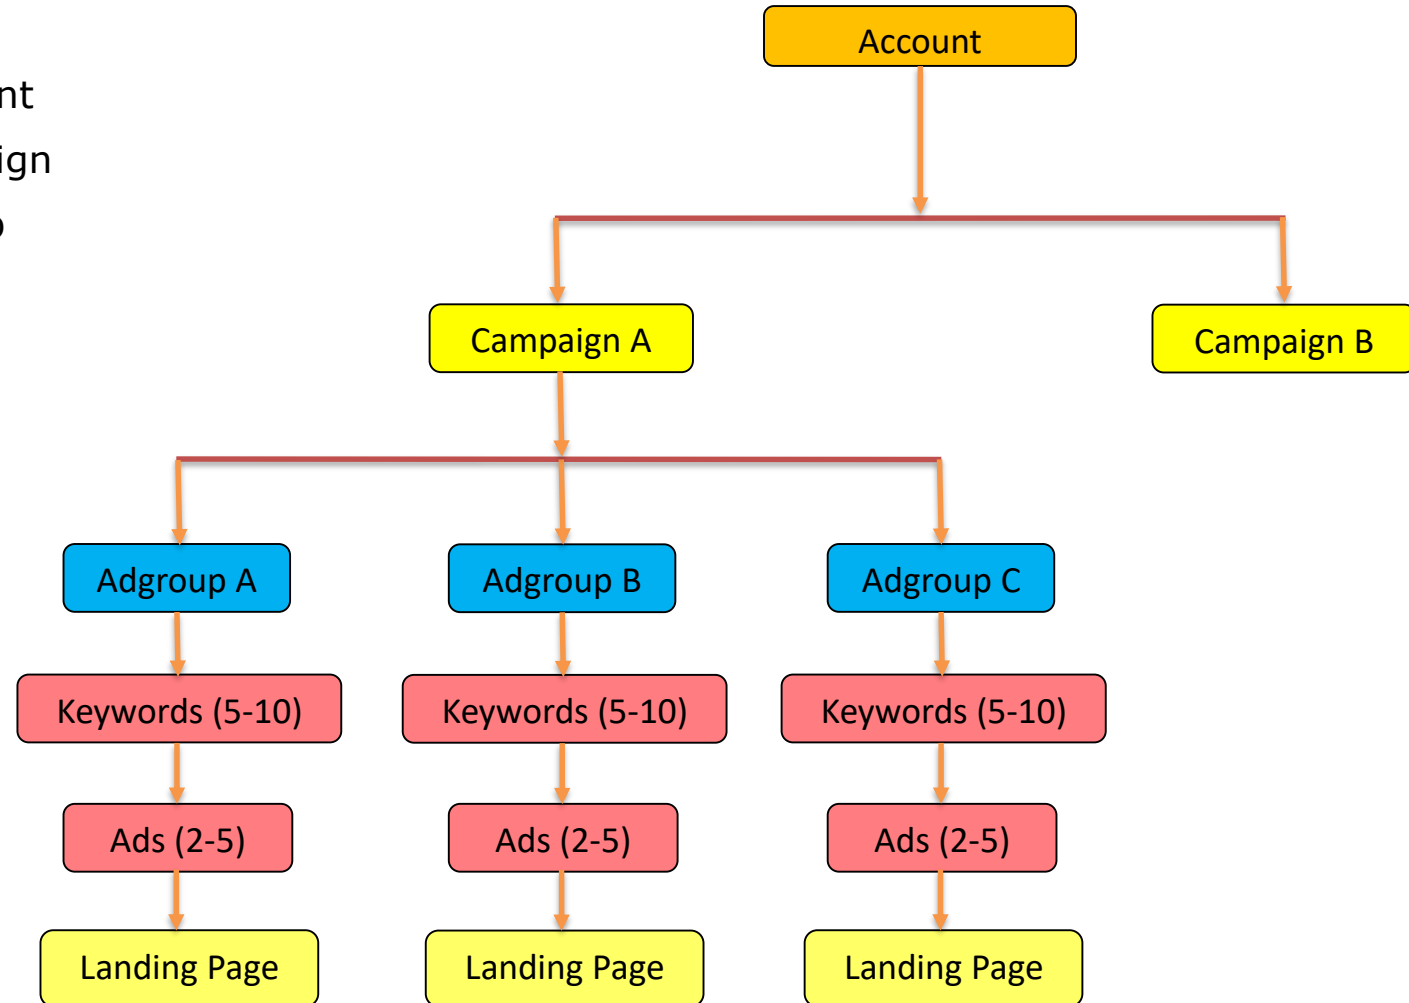 Account
nt
ign
Campaign A
Campaign B
Adgroup A
Adgroup B
Adgroup C
Keywords (5-10)
Keywords (5-10)
Keywords (5-10)
Ads (2-5)
Ads (2-5)
Ads (2-5)
Landing Page
Landing Page
Landing Page